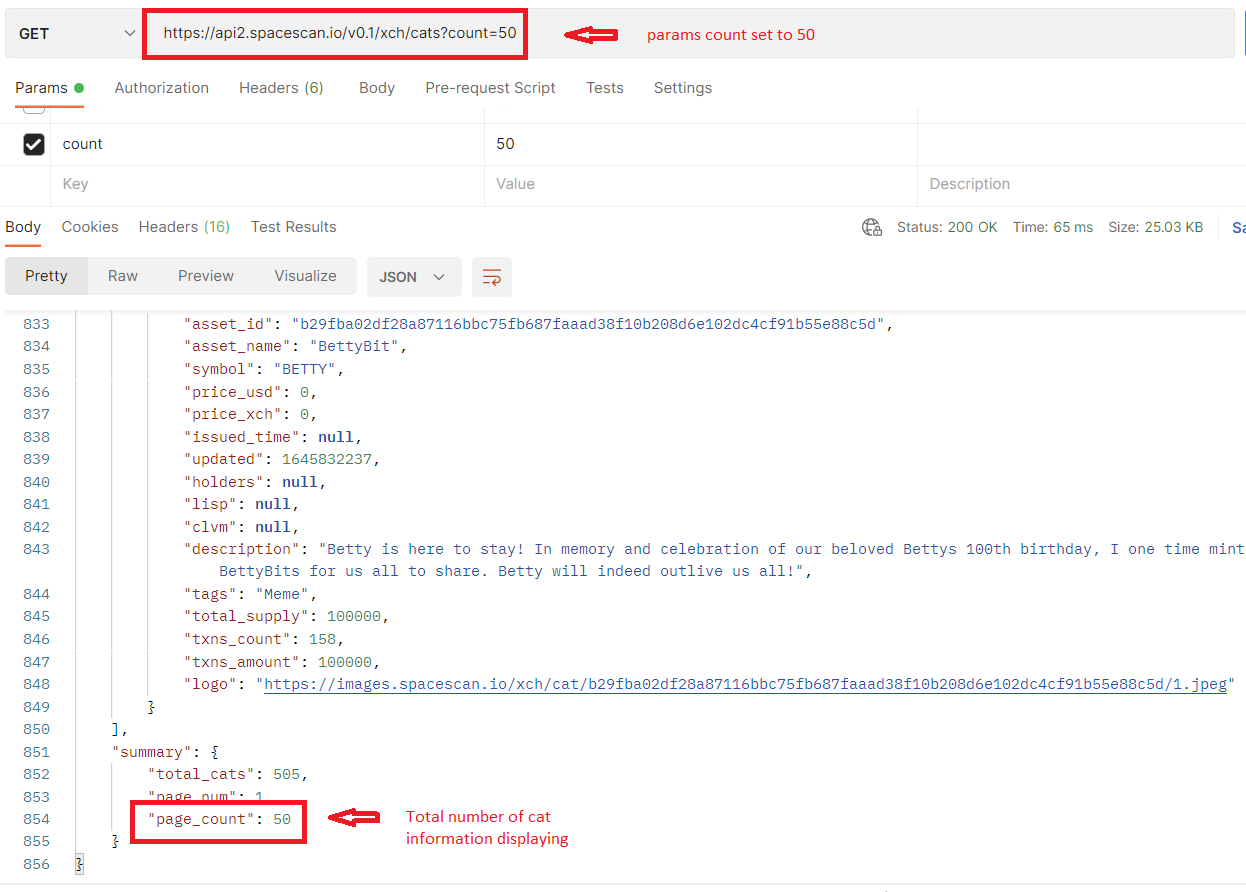 GET https://api2.spacescan.io/v0.1/xch/cats?count=50 params count set to 50
Params Authorization Headers (6) Body Pre-request Script Tests Settings
count 50
Key Value Description
Body Cookies Headers (16) Test Results Status: 200 OK Time: 65 ms Size: 25.03 KB Sa
Pretty Raw Preview Visualize JSON
833 "asset_id": "b29fba02df28a87116bbc75fb687faaad38f10b208d6e102dc4cf91b55e88c5d",
834 "asset_name": "BettyBit",
835 "symbol": "BETTY",
836 "price_usd": 0,
837 "price_xch": 0,
838 "issued_time": null,
839 "updated": 1645832237,
840 "holders": null,
841 "lisp": null,
842 "clvm": null,
843 "description": "Betty is here to stay! In memory and celebration of our beloved Bettys 100th birthday, I one time mint
BettyBits for us all to share. Betty will indeed outlive us all!",
844 "tags": "Meme",
845 "total_supply": 100000,
846 "txns_count": 158,
847 "txns_amount": 100000,
848 "logo": "https://images.spacescan.io/xch/cat/b29fba02df28a87116bbc75fb687faaad38f10b208d6e102dc4cf91b55e88c5d/1.jpeg"
849 }
850 ],
851 "summary": {
852 "total_cats": 505,
853 "page_num": 1
854 "page_count": 50 Total number of cat
855 } information displaying
856 }